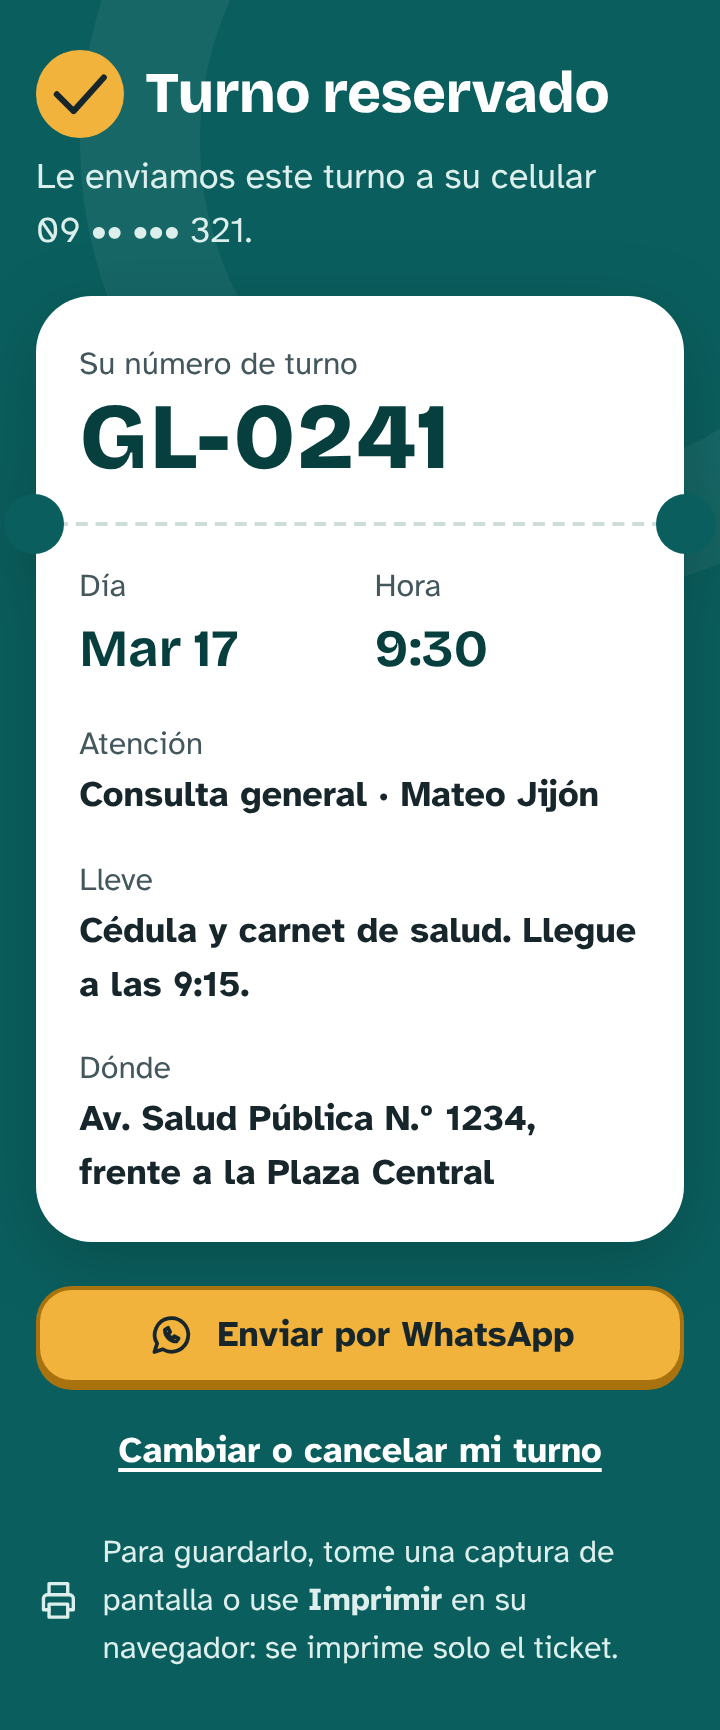 Turno reservado
Le enviamos este turno a su celular
09 •• ••• 321.
Su número de turno
GL-0241
Día
Hora
Mar 17
9:30
Atención
Consulta general · Mateo Jijón
Lleve
Cédula y carnet de salud. Llegue
a las 9:15.
Dónde
Av. Salud Pública N.º 1234,
frente a la Plaza Central
Enviar por WhatsApp
Cambiar o cancelar mi turno
Para guardarlo, tome una captura de
pantalla o use Imprimir en su
navegador: se imprime solo el ticket.